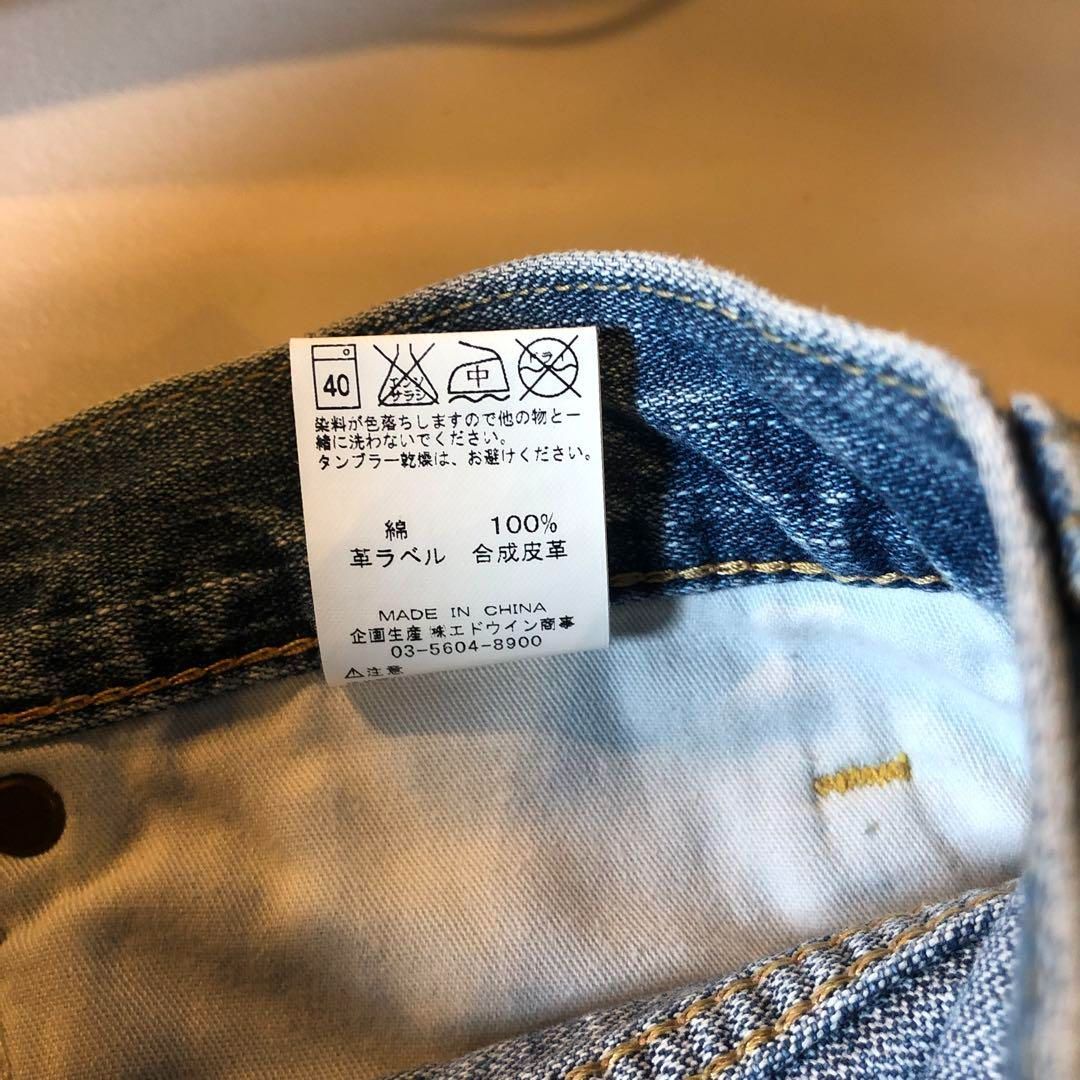 40 エンソサラシ 中 ドライ
染料が色落ちしますので他の物と一
緒に洗わないでください。
タンブラー乾燥は、お避けください。
綿 100%
革ラベル 合成皮革
MADE IN CHINA
企画生産 ㈱エドウイン商事
03-5604-8900
⚠注意